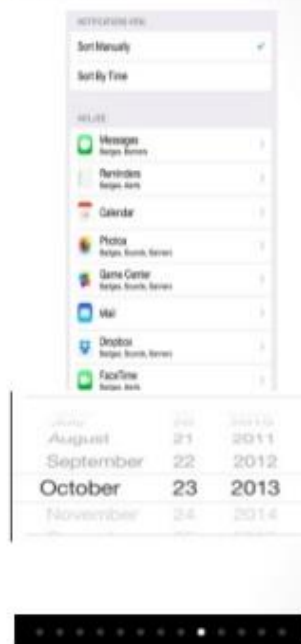 NOTIFICATIONS VIEW
Sort Manually
Sort By Time
INCLUDE
Messages
Badges, Banners
Reminders
Badges, Alerts
Calendar
Photos
Badges, Sounds, Banners
Game Center
Badges, Sounds, Banners
Mail
Dropbox
Badges, Sounds, Banners
FaceTime
Badges, Alerts
August 21 2011
September 22 2012
October 23 2013
November 24 2014